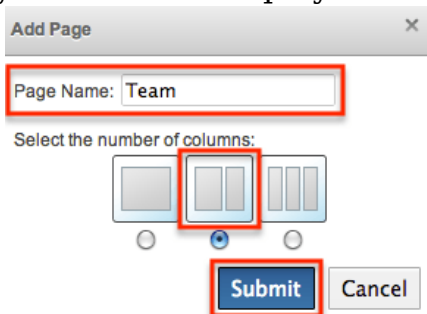 Add Page
Page Name: Team
Select the number of columns:
Submit Cancel